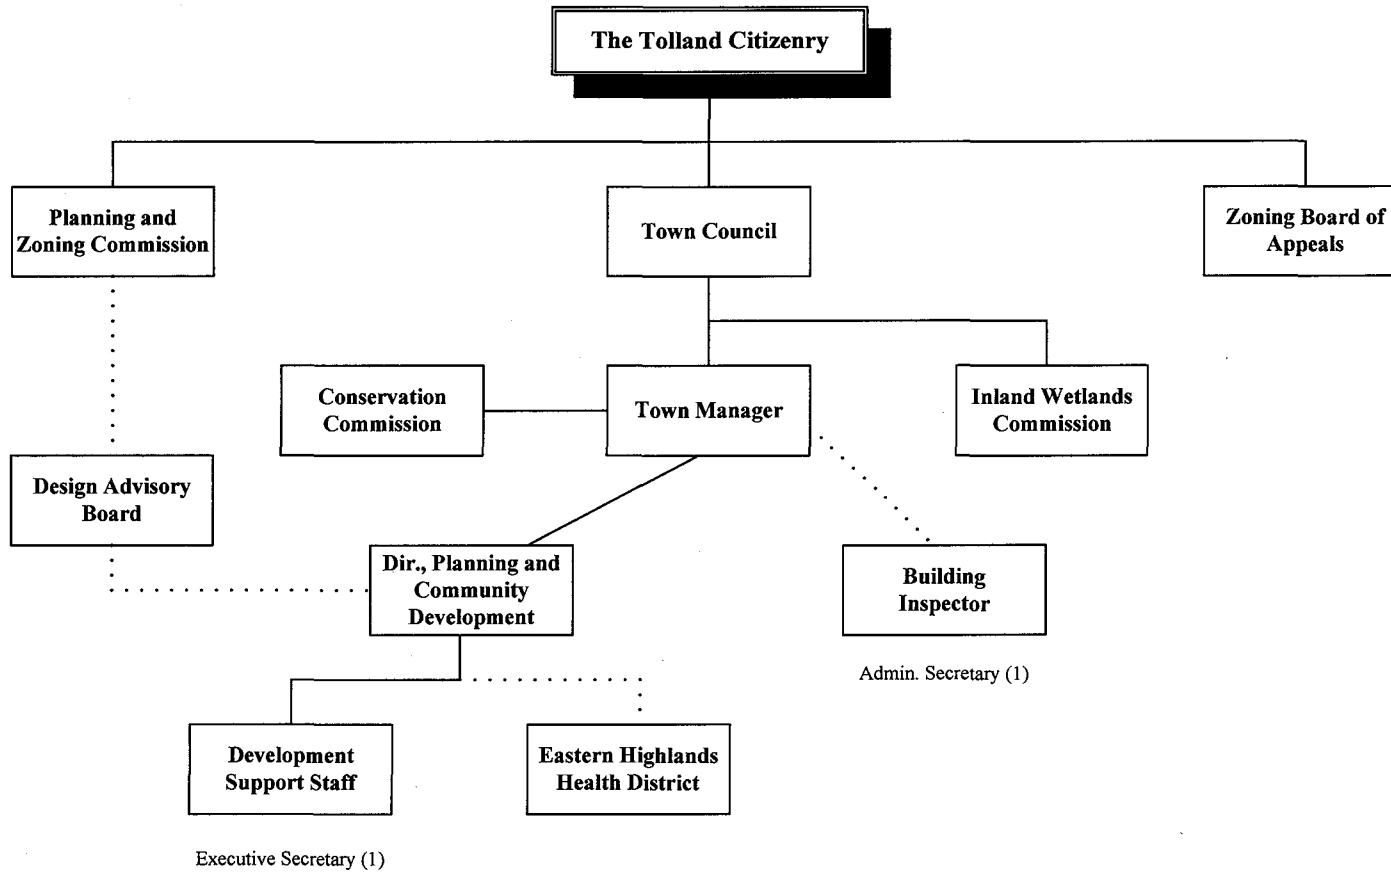 The Tolland Citizenry
Planning and
Zoning Commission
Town Council
Zoning Board of
Appeals
Conservation
Commission
Town Manager
Inland Wetlands
Commission
Design Advisory
Board
Dir., Planning and
Community
Development
Building
Inspector
Admin. Secretary (1)
Development
Support Staff
Eastern Highlands
Health District
Executive Secretary (1)